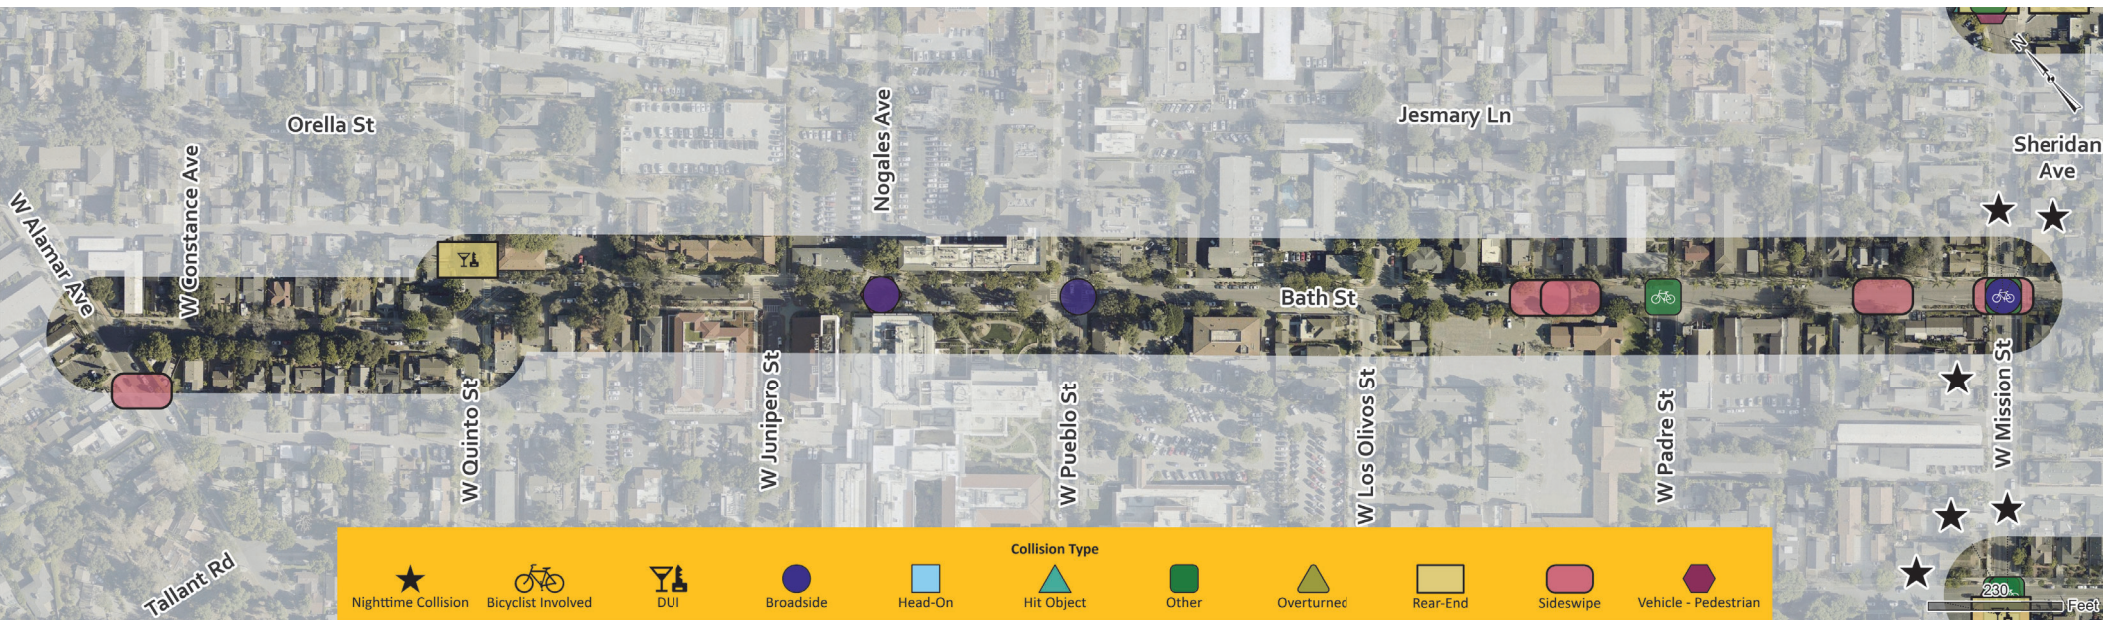 N
Orella St
Nogales Ave
Jesmary Ln
Sheridan
Ave
W Constance Ave
W Alamar Ave
Bath St
W Quinto St
W Junipero St
W Pueblo St
W Los Olivos St
W Padre St
W Mission St
Tallant Rd
Collision Type
Nighttime Collision
Bicyclist Involved
DUI
Broadside
Head-On
Hit Object
Other
Overturned
Rear-End
Sideswipe
Vehicle - Pedestrian
230
Feet